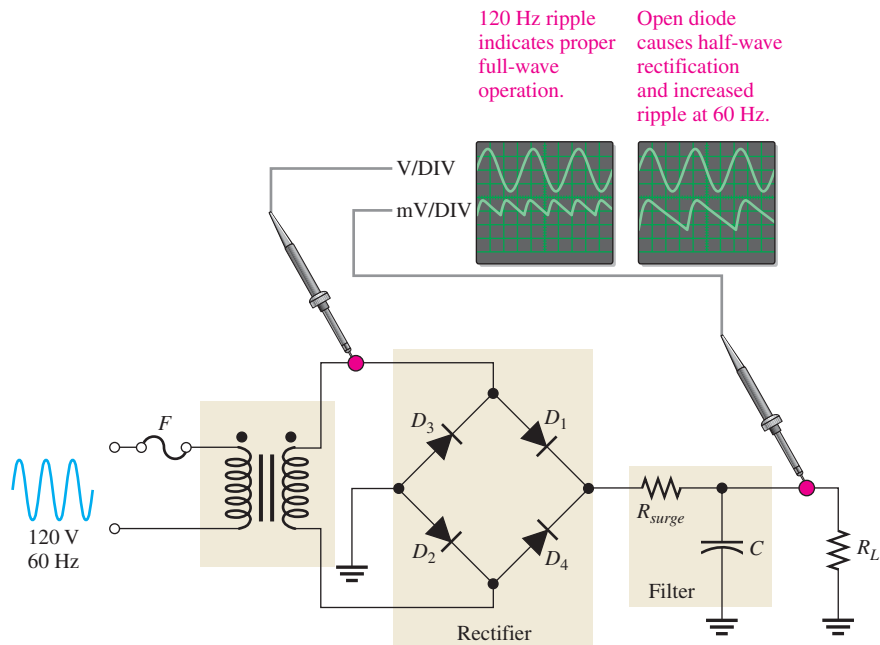 120 Hz ripple
indicates proper
full-wave
operation.
Open diode
causes half-wave
rectification
and increased
ripple at 60 Hz.
V/DIV
mV/DIV
F
D3
D1
120 V
60 Hz
D2
D4
Rsurge
C
RL
Filter
Rectifier